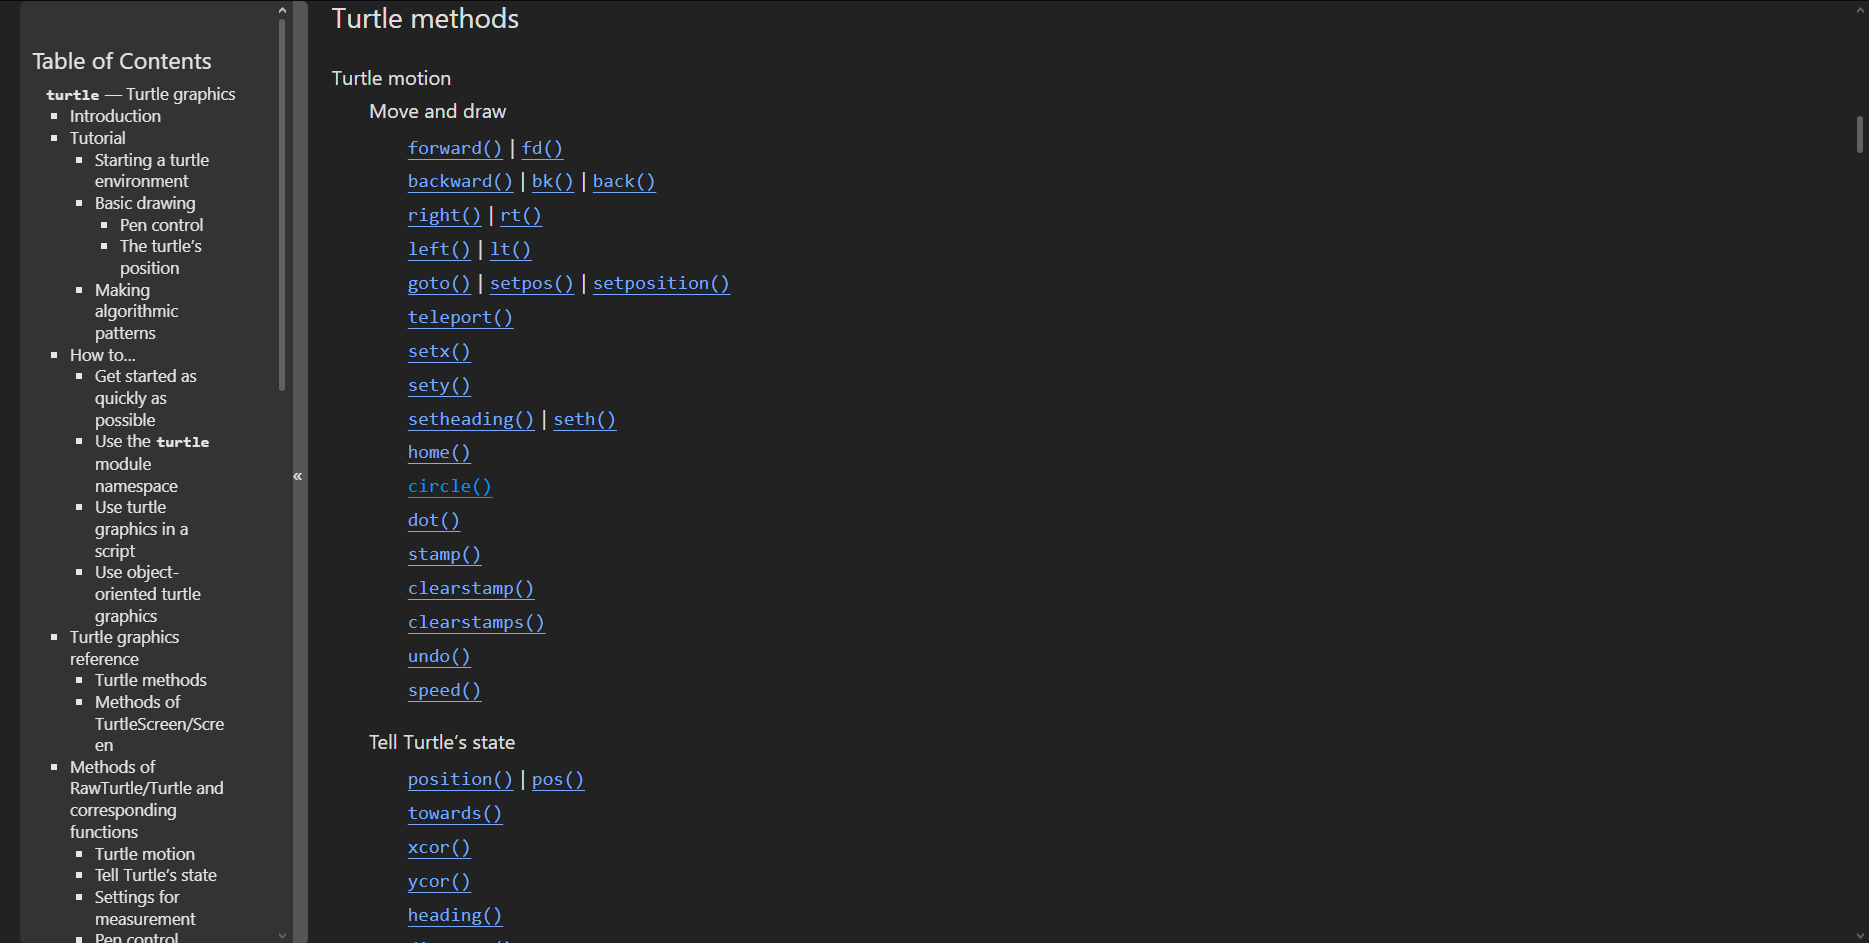 Table of Contents
turtle — Turtle graphics
Introduction
Tutorial
Starting a turtle
environment
Basic drawing
Pen control
The turtle’s
position
Making
algorithmic
patterns
How to…
Get started as
quickly as
possible
Use the turtle
module
namespace
Use turtle
graphics in a
script
Use object-
oriented turtle
graphics
Turtle graphics
reference
Turtle methods
Methods of
TurtleScreen/Scre
en
Methods of
RawTurtle/Turtle and
corresponding
functions
Turtle motion
Tell Turtle’s state
Settings for
measurement
Pen control
«
Turtle methods
Turtle motion
Move and draw
forward() | fd()
backward() | bk() | back()
right() | rt()
left() | lt()
goto() | setpos() | setposition()
teleport()
setx()
sety()
setheading() | seth()
home()
circle()
dot()
stamp()
clearstamp()
clearstamps()
undo()
speed()
Tell Turtle’s state
position() | pos()
towards()
xcor()
ycor()
heading()